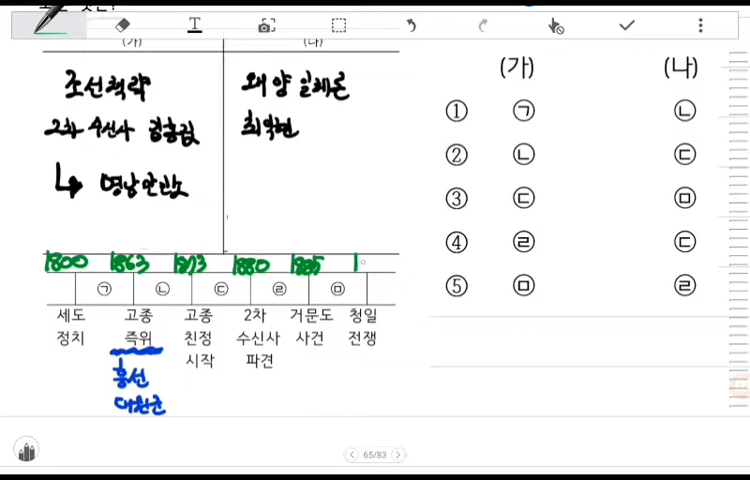 (가) (나)
조선책략
2차 수신사 김홍집
↳ 영남만인소
왜양일체론
최익현
1800 1863 1873 1880 1885 1
㉠ ㉡ ㉢ ㉣ ㉤
세도 정치
고종 즉위
고종 친정 시작
2차 수신사 파견
거문도 사건
청일 전쟁
흥선
대원군
(가) (나)
① ㉠ ㉡
② ㉡ ㉢
③ ㉢ ㉤
④ ㉣ ㉢
⑤ ㉤ ㉣
T
65/83